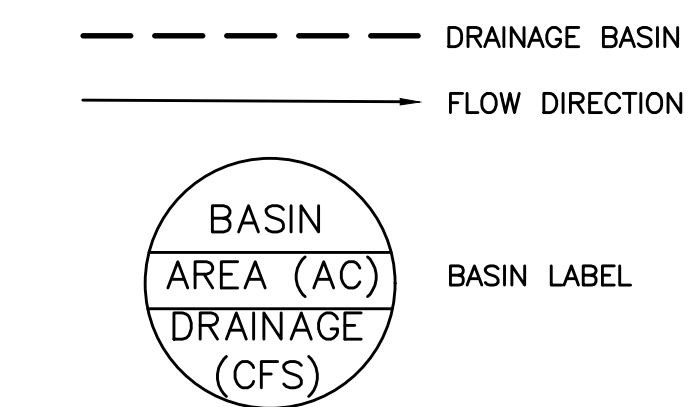 DRAINAGE BASIN
FLOW DIRECTION
BASIN
AREA (AC)
DRAINAGE
(CFS)
BASIN LABEL